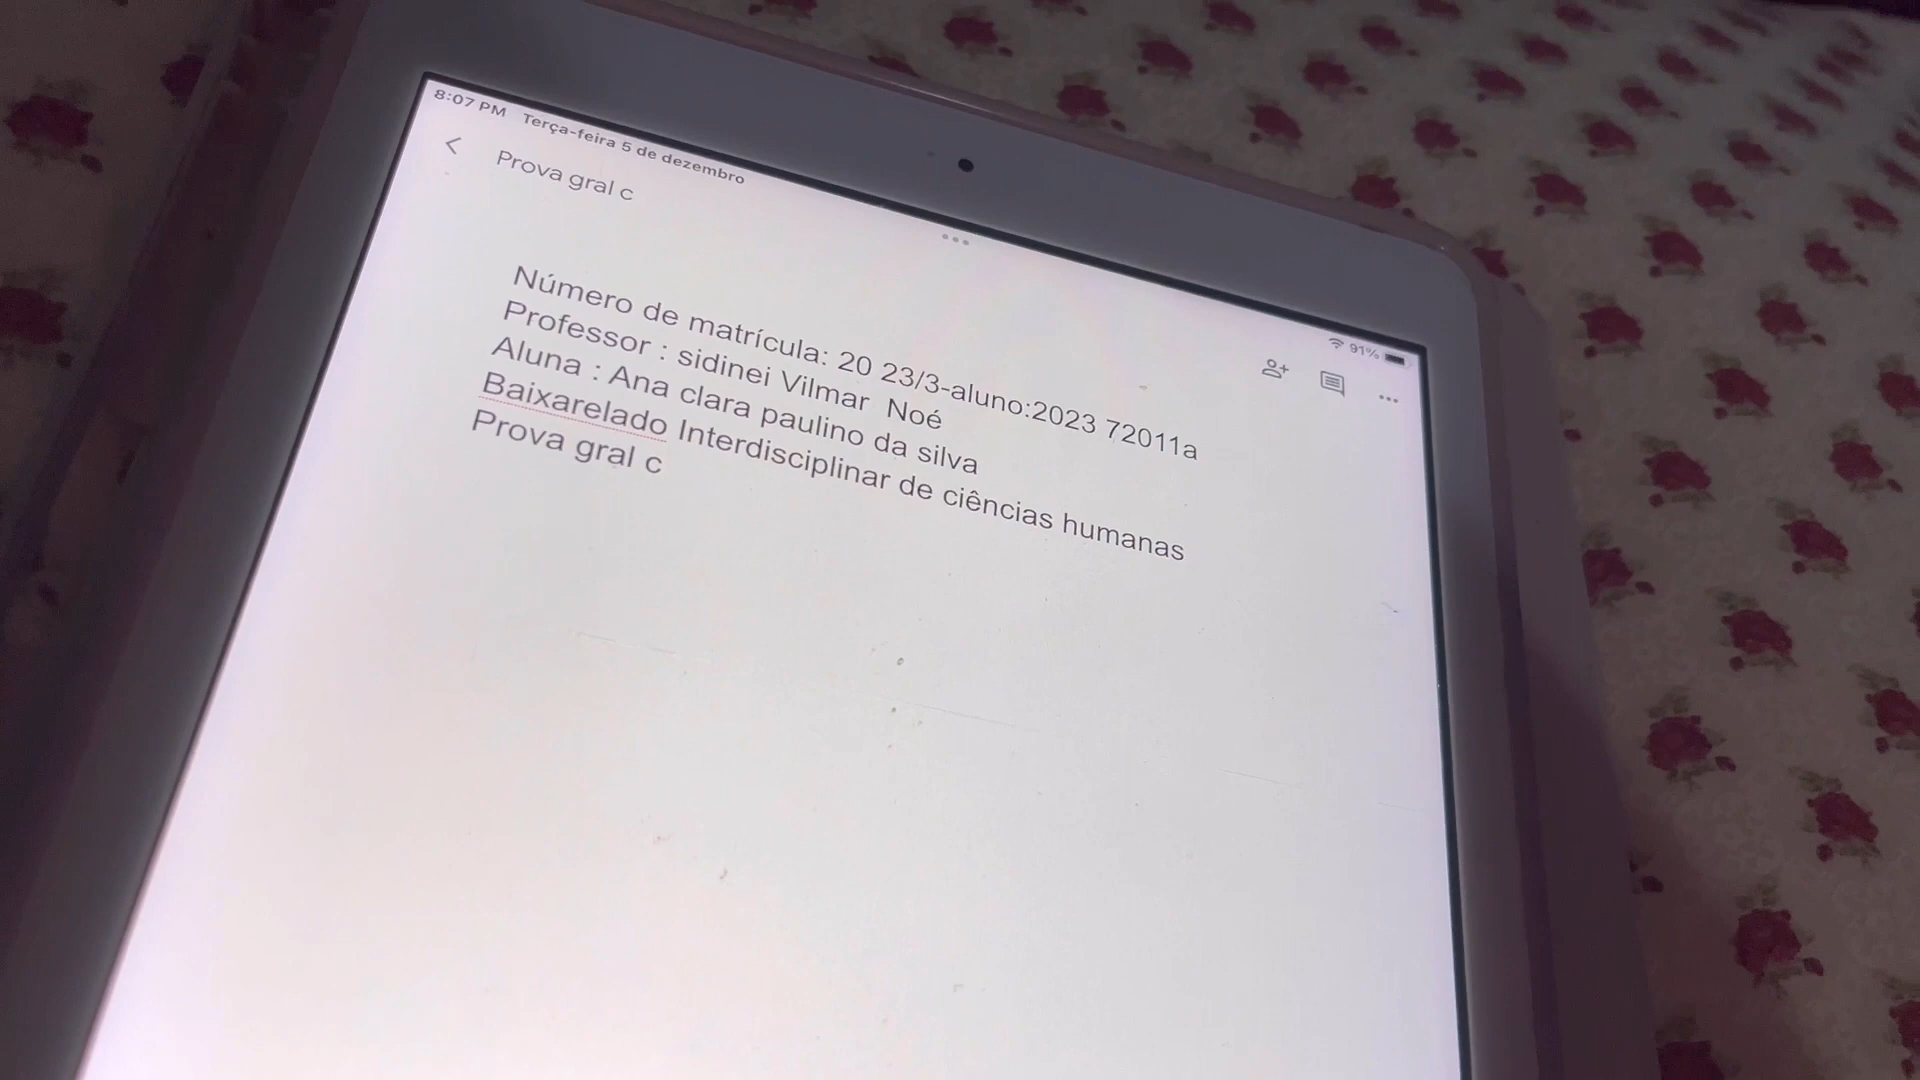 8:07 PM Terça-feira 5 de dezembro
91%
Prova gral c
Número de matrícula: 20 23/3-aluno:2023 72011a
Professor : sidinei Vilmar Noé
Aluna : Ana clara paulino da silva
Baixarelado Interdisciplinar de ciências humanas
Prova gral c